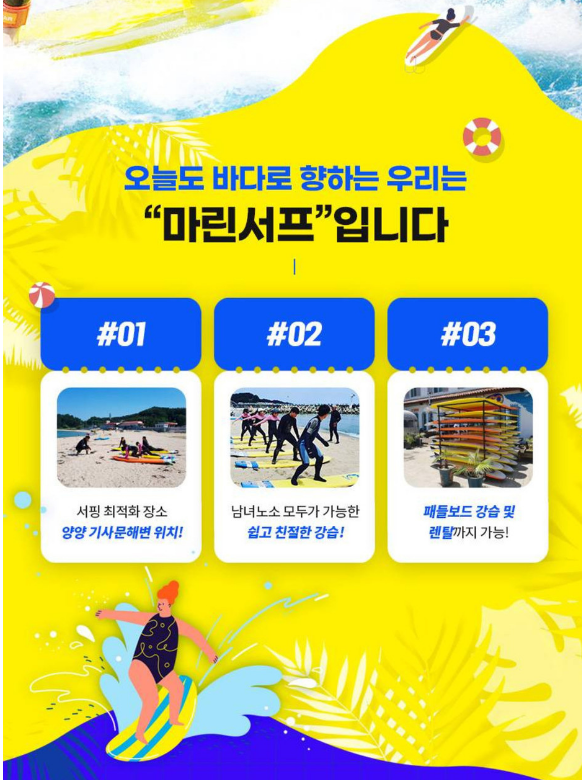 오늘도 바다로 향하는 우리는
“마린서프”입니다
#01
#02
#03
서핑 최적화 장소
양양 기사문해변 위치!
남녀노소 모두가 가능한
쉽고 친절한 강습!
패들보드 강습 및
렌탈까지 가능!